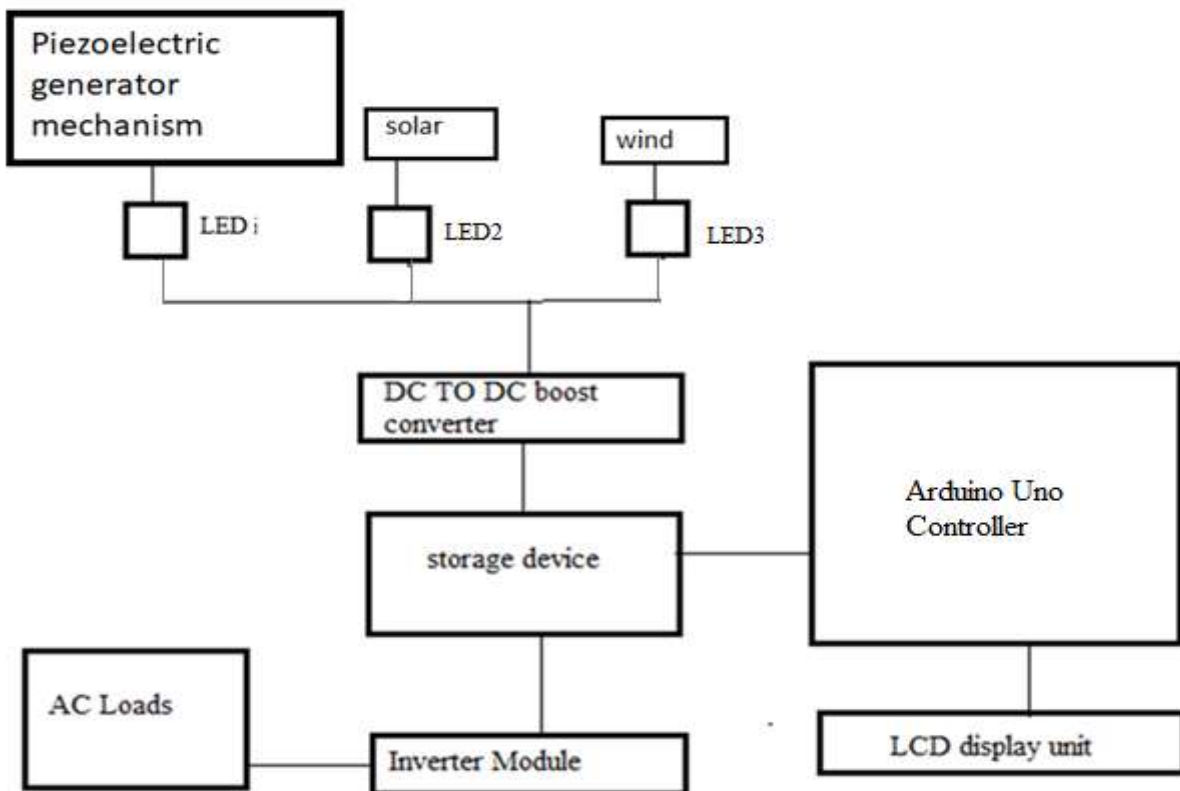 Piezoelectric
generator
mechanism
solar
wind
LED i
LED2
LED3
DC TO DC boost
converter
Arduino Uno
Controller
storage device
AC Loads
Inverter Module
LCD display unit